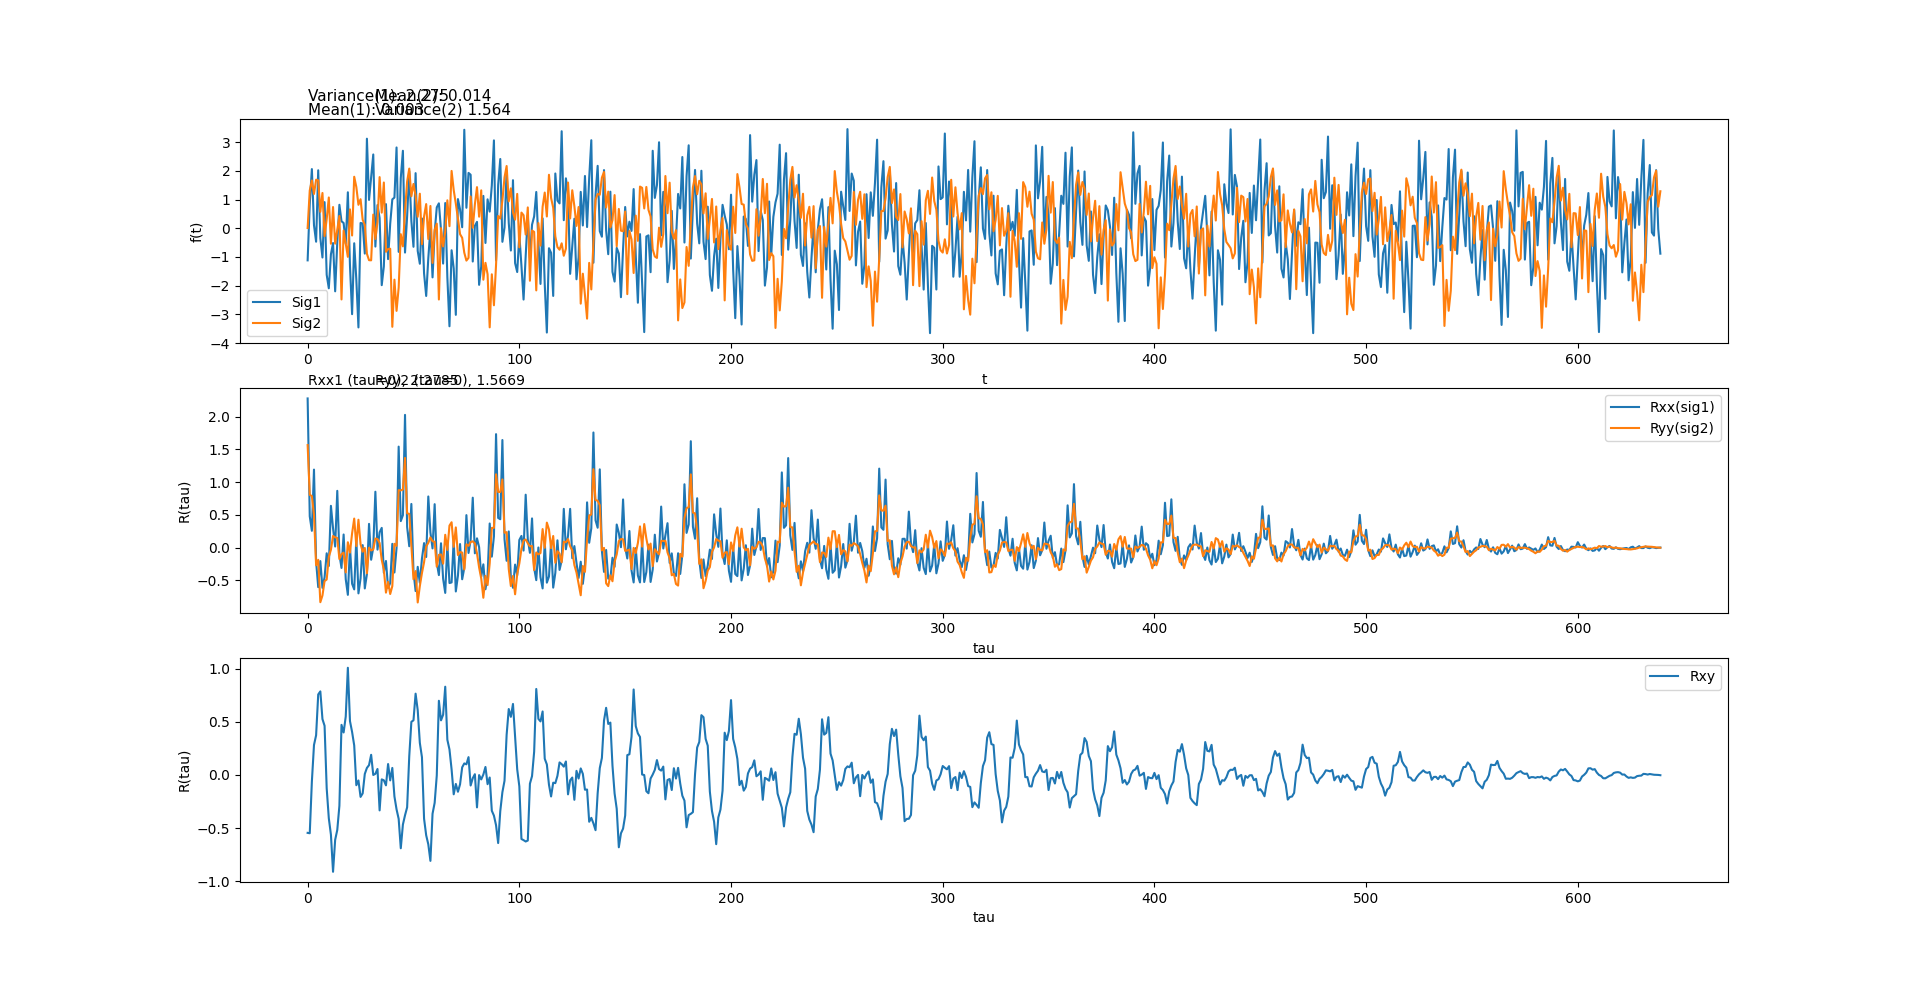 Variance(1): 2.275
Mean(2): 0.014
Mean(1): 0.003
Variance(2) 1.564
f(t)
3
2
1
0
−1
−2
−3
−4
Sig1
Sig2
0 100 200 300 400 500 600
t
Rxx1 (tau=0), 2.2785
Ryy2 (tau=0), 1.5669
R(tau)
2.0
1.5
1.0
0.5
0.0
−0.5
Rxx(sig1)
Ryy(sig2)
0 100 200 300 400 500 600
tau
R(tau)
1.0
0.5
0.0
−0.5
−1.0
Rxy
0 100 200 300 400 500 600
tau